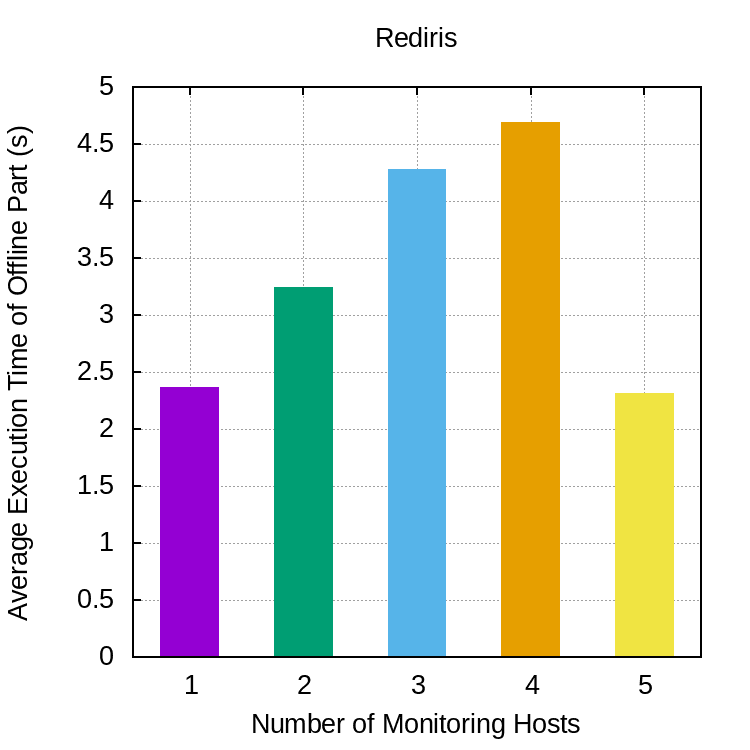 Rediris
Average Execution Time of Offline Part (s)
5
4.5
4
3.5
3
2.5
2
1.5
1
0.5
0
1 2 3 4 5
Number of Monitoring Hosts